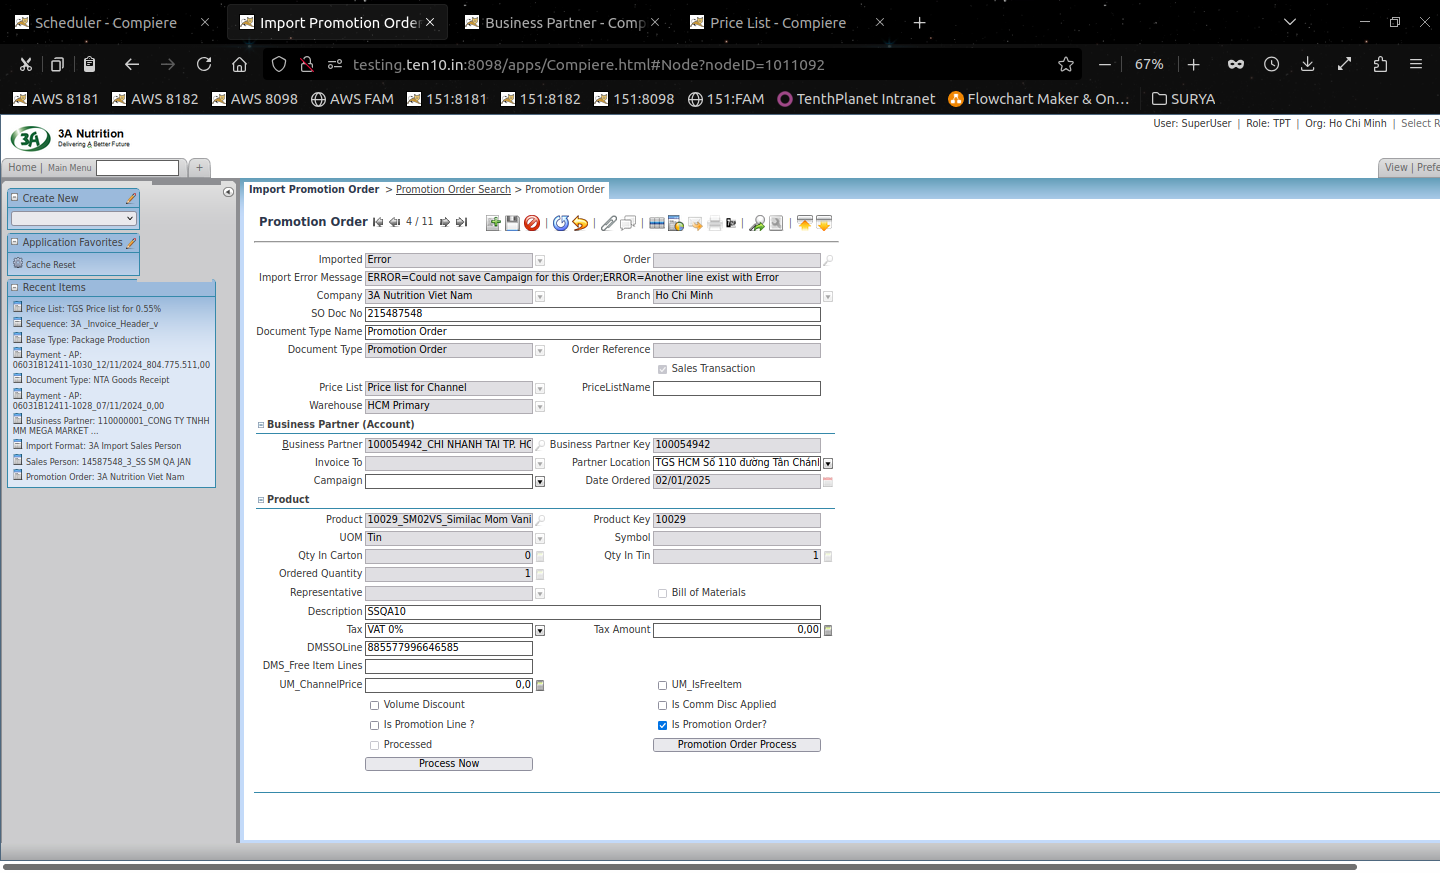 Scheduler - Compiere
Import Promotion Order
Business Partner - Comp
Price List - Compiere
testing.ten10.in:8098/apps/Compiere.html#Node?nodeID=1011092
67%
AWS 8181
AWS 8182
AWS 8098
AWS FAM
151:8181
151:8182
151:8098
151:FAM
TenthPlanet Intranet
Flowchart Maker & On…
SURYA
3A
3A Nutrition
Delivering A Better Future
User: SuperUser | Role: TPT | Org: Ho Chi Minh | Select R
Home | Main Menu
+
View | Prefe
Create New
Application Favorites
Cache Reset
Recent Items
Price List: TGS Price list for 0.55%
Sequence: 3A _Invoice_Header_v
Base Type: Package Production
Payment - AP:
06031B12411-1030_12/11/2024_804.775.511,00
Document Type: NTA Goods Receipt
Payment - AP:
06031B12411-1028_07/11/2024_0,00
Business Partner: 110000001_CONG TY TNHH
MM MEGA MARKET ...
Import Format: 3A Import Sales Person
Sales Person: 14587548_3_SS SM QA JAN
Promotion Order: 3A Nutrition Viet Nam
Import Promotion Order > Promotion Order Search > Promotion Order
Promotion Order 4 / 11
Imported Error Order
Import Error Message ERROR=Could not save Campaign for this Order;ERROR=Another line exist with Error
Company 3A Nutrition Viet Nam Branch Ho Chi Minh
SO Doc No 215487548
Document Type Name Promotion Order
Document Type Promotion Order Order Reference
Sales Transaction
Price List Price list for Channel PriceListName
Warehouse HCM Primary
Business Partner (Account)
Business Partner 100054942_CHI NHANH TAI TP. HC Business Partner Key 100054942
Invoice To Partner Location TGS HCM Số 110 đường Tân Chánh
Campaign Date Ordered 02/01/2025
Product
Product 10029_SM02VS_Similac Mom Vani Product Key 10029
UOM Tin Symbol
Qty In Carton 0 Qty In Tin 1
Ordered Quantity 1
Representative Bill of Materials
Description SSQA10
Tax VAT 0% Tax Amount 0,00
DMSSOLine 885577996646585
DMS_Free Item Lines
UM_ChannelPrice 0,0 UM_IsFreeItem
Volume Discount Is Comm Disc Applied
Is Promotion Line ? Is Promotion Order?
Processed Promotion Order Process
Process Now